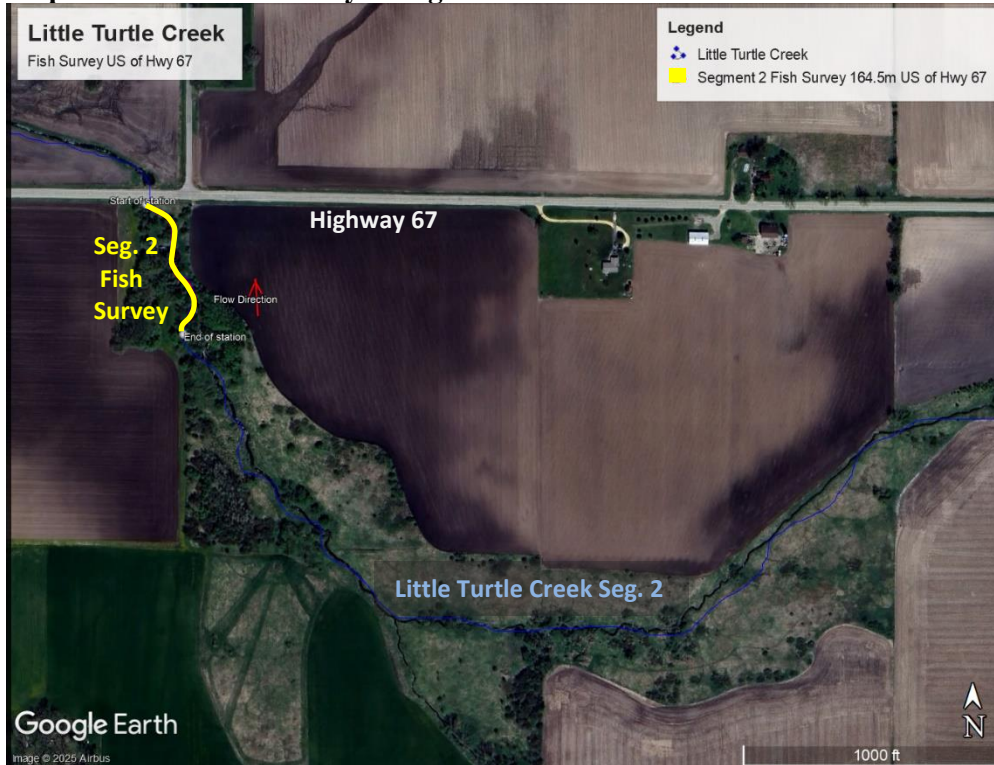 Little Turtle Creek
Fish Survey US of Hwy 67
Legend
Little Turtle Creek
Segment 2 Fish Survey 164.5m US of Hwy 67
Start of station
Highway 67
Seg. 2
Fish
Survey
Flow Direction
End of station
Little Turtle Creek Seg. 2
Google Earth
Image © 2025 Airbus
N
1000 ft